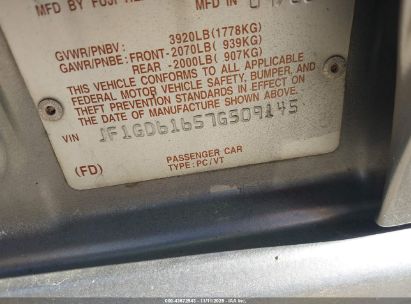 MFD BY FUJI HE
MFD IN
GVWR/PNBV: 3920LB(1778KG)
GAWR/PNBE: FRONT-2070LB( 939KG)
REAR -2000LB( 907KG)
THIS VEHICLE CONFORMS TO ALL APPLICABLE
FEDERAL MOTOR VEHICLE SAFETY, BUMPER, AND
THEFT PREVENTION STANDARDS IN EFFECT ON
THE DATE OF MANUFACTURE SHOWN ABOVE.
VIN JF1GD61657G509145
(FD) PASSENGER CAR
TYPE: PC/VT